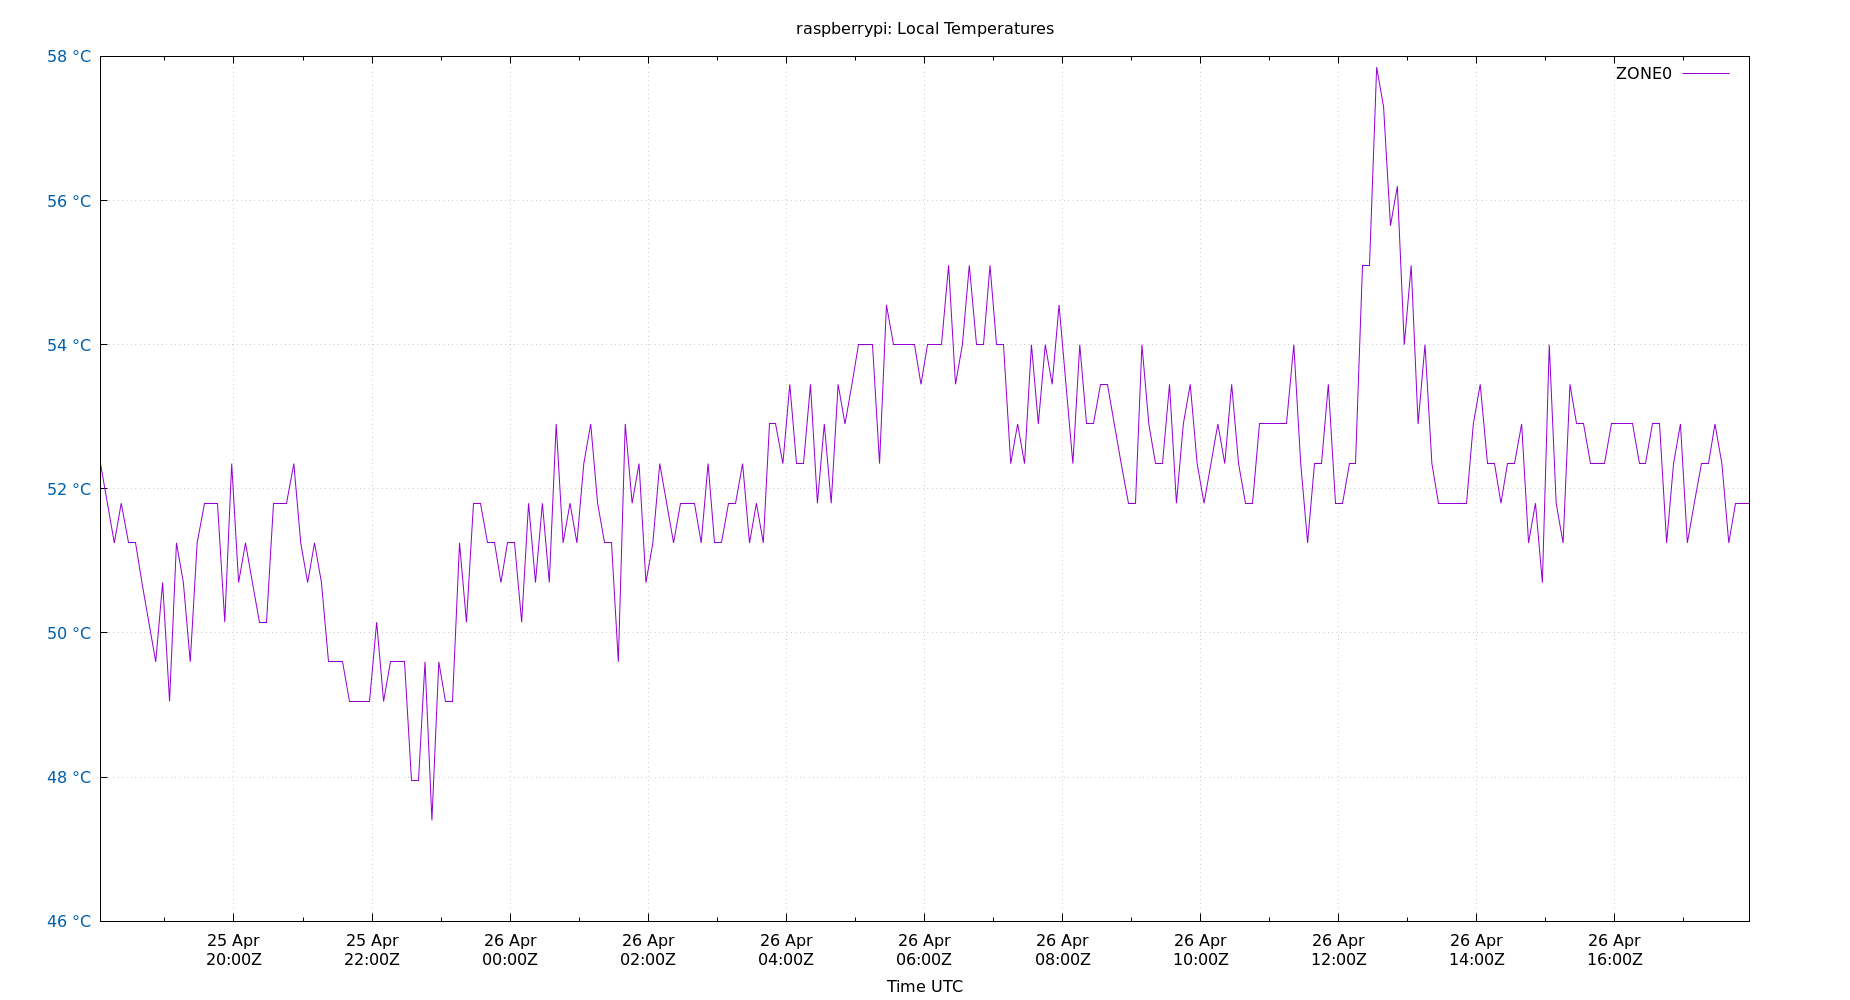 raspberrypi: Local Temperatures
58 °C
ZONE0
56 °C
54 °C
52 °C
50 °C
48 °C
46 °C
25 Apr 25 Apr 26 Apr 26 Apr 26 Apr 26 Apr 26 Apr 26 Apr 26 Apr 26 Apr 26 Apr
20:00Z 22:00Z 00:00Z 02:00Z 04:00Z 06:00Z 08:00Z 10:00Z 12:00Z 14:00Z 16:00Z
Time UTC